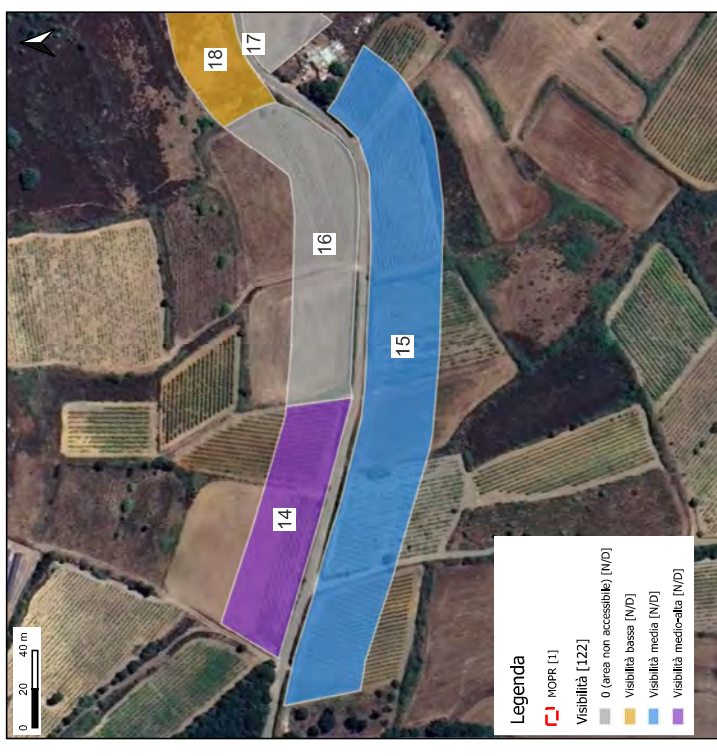 18
17
16
15
14
0 20 40 m
Legenda
MOPR [1]
Visibilità [122]
0 (area non accessibile) [N/D]
Visibilità bassa [N/D]
Visibilità media [N/D]
Visibilità medio-alta [N/D]